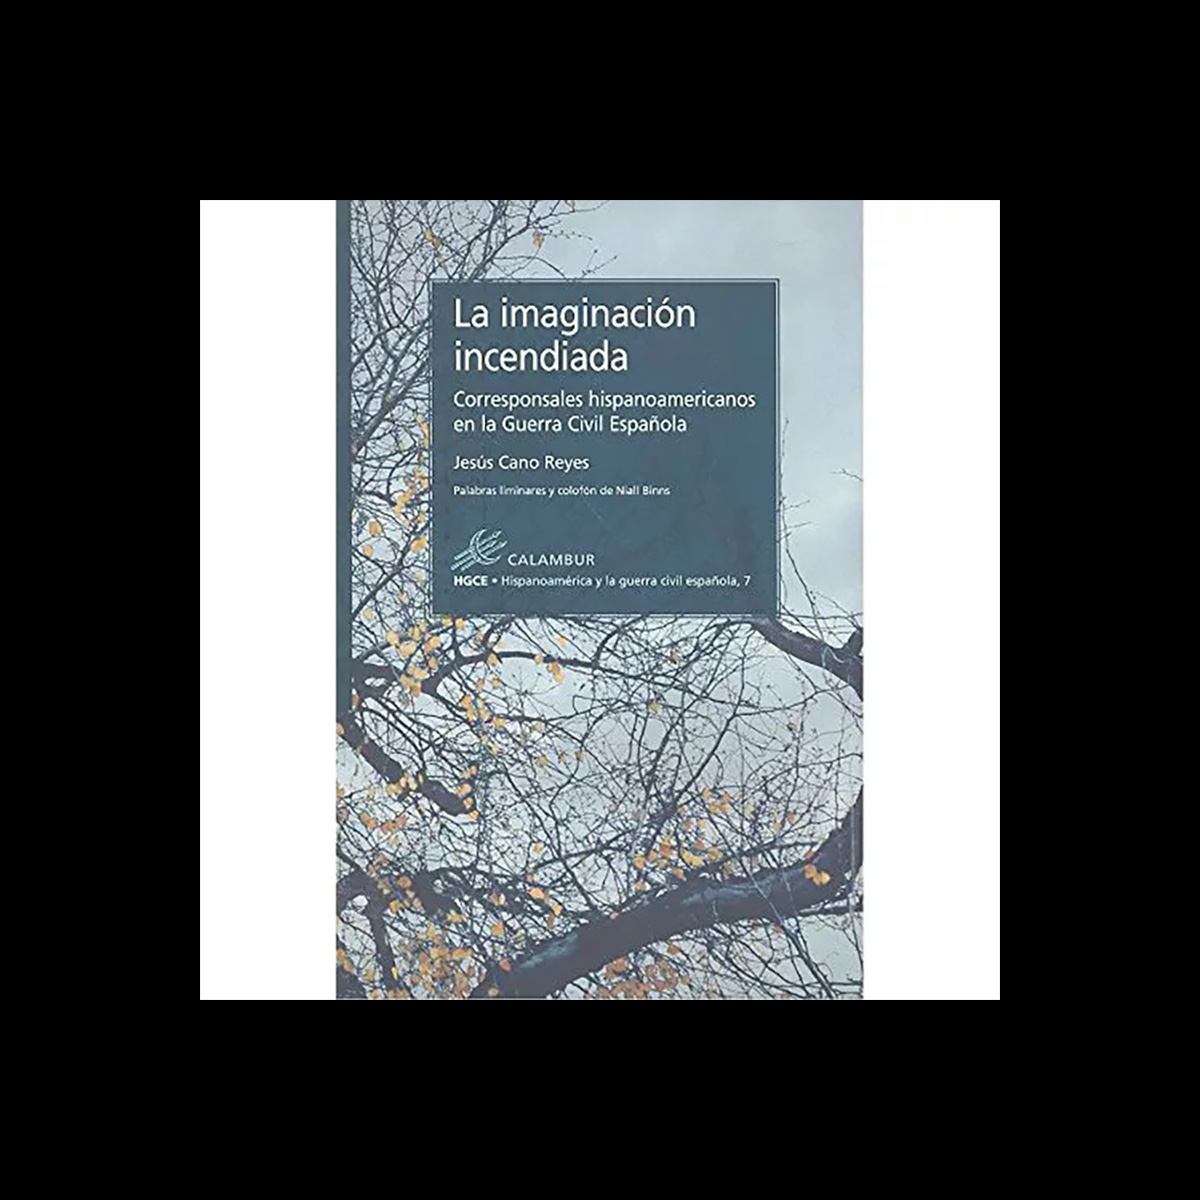 La imaginación
incendiada
Corresponsales hispanoamericanos
en la Guerra Civil Española
Jesús Cano Reyes
Palabras liminares y colofón de Niall Binns
CALAMBUR
HGCE • Hispanoamérica y la guerra civil española, 7